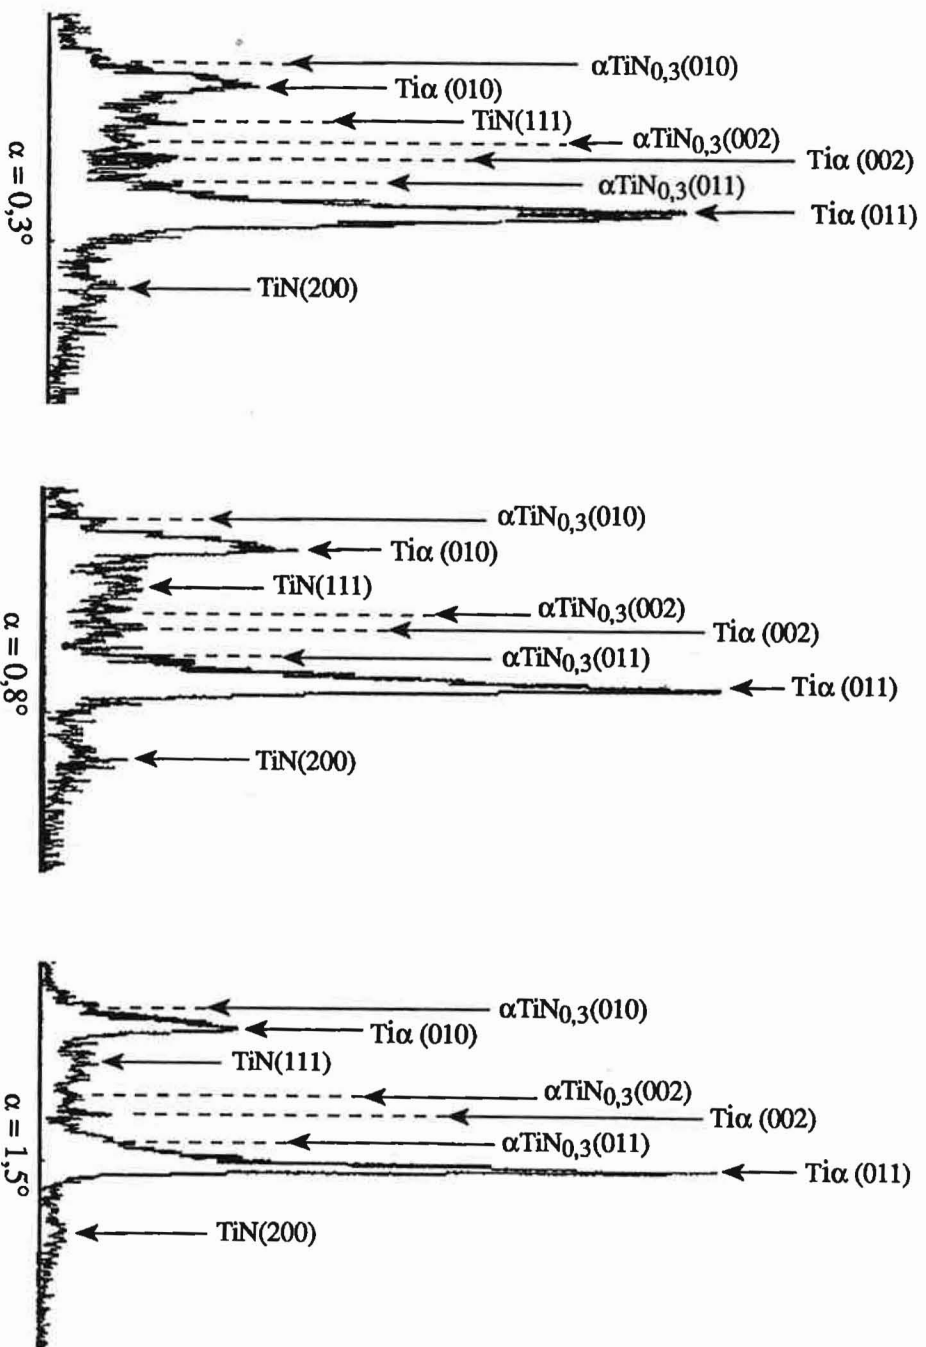 αTiN0,3(010)
Tiα (010)
TiN(111)
αTiN0,3(002)
Tiα (002)
αTiN0,3(011)
Tiα (011)
TiN(200)
α = 0,3°
αTiN0,3(010)
Tiα (010)
TiN(111)
αTiN0,3(002)
Tiα (002)
αTiN0,3(011)
Tiα (011)
TiN(200)
α = 0,8°
αTiN0,3(010)
Tiα (010)
TiN(111)
αTiN0,3(002)
Tiα (002)
αTiN0,3(011)
Tiα (011)
TiN(200)
α = 1,5°